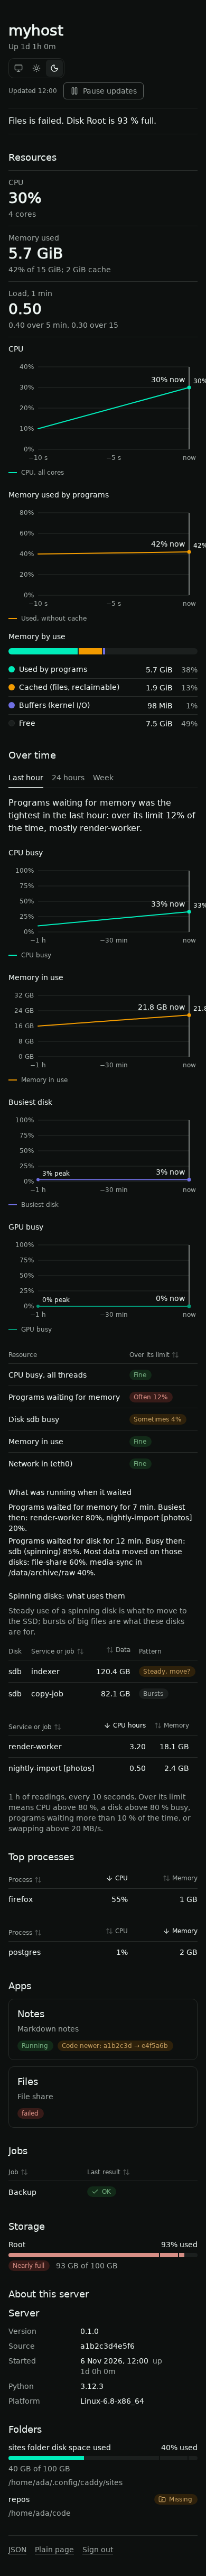 myhost
Up 1d 1h 0m
Updated 12:00
Pause updates
Files is failed. Disk Root is 93 % full.
Resources
CPU
30%
4 cores
Memory used
5.7 GiB
42% of 15 GiB; 2 GiB cache
Load, 1 min
0.50
0.40 over 5 min, 0.30 over 15
CPU
40%
30% now
30%
30%
20%
10%
0%
−10 s −5 s now
CPU, all cores
Memory used by programs
80%
60%
42% now
42%
40%
20%
0%
−10 s −5 s now
Used, without cache
Memory by use
Used by programs 5.7 GiB 38%
Cached (files, reclaimable) 1.9 GiB 13%
Buffers (kernel I/O) 98 MiB 1%
Free 7.5 GiB 49%
Over time
Last hour 24 hours Week
Programs waiting for memory was the
tightest in the last hour: over its limit 12% of
the time, mostly render-worker.
CPU busy
100%
75%
50%
33% now
33%
25%
0%
−1 h −30 min now
CPU busy
Memory in use
32 GB
24 GB
21.8 GB now
21.8
16 GB
8 GB
0 GB
−1 h −30 min now
Memory in use
Busiest disk
100%
75%
50%
25%
3% peak 3% now
0%
−1 h −30 min now
Busiest disk
GPU busy
100%
75%
50%
25%
0% peak 0% now
0%
−1 h −30 min now
GPU busy
Resource Over its limit
CPU busy, all threads Fine
Programs waiting for memory Often 12%
Disk sdb busy Sometimes 4%
Memory in use Fine
Network in (eth0) Fine
What was running when it waited
Programs waited for memory for 7 min. Busiest
then: render-worker 80%, nightly-import [photos]
20%.
Programs waited for disk for 12 min. Busy then:
sdb (spinning) 85%. Most data moved on those
disks: file-share 60%, media-sync in
/data/archive/raw 40%.
Spinning disks: what uses them
Steady use of a spinning disk is what to move to
the SSD; bursts of big files are what these disks
are for.
Disk Service or job Data Pattern
sdb indexer 120.4 GB Steady, move?
sdb copy-job 82.1 GB Bursts
Service or job CPU hours Memory
render-worker 3.20 18.1 GB
nightly-import [photos] 0.50 2.4 GB
1 h of readings, every 10 seconds. Over its limit
means CPU above 80 %, a disk above 80 % busy,
programs waiting more than 10 % of the time, or
swapping above 20 MB/s.
Top processes
Process CPU Memory
firefox 55% 1 GB
Process CPU Memory
postgres 1% 2 GB
Apps
Notes
Markdown notes
Running Code newer: a1b2c3d → e4f5a6b
Files
File share
failed
Jobs
Job Last result
Backup OK
Storage
Root 93% used
Nearly full 93 GB of 100 GB
About this server
Server
Version 0.1.0
Source a1b2c3d4e5f6
Started 6 Nov 2026, 12:00 up
1d 0h 0m
Python 3.12.3
Platform Linux-6.8-x86_64
Folders
sites folder disk space used 40% used
40 GB of 100 GB
/home/ada/.config/caddy/sites
repos Missing
/home/ada/code
JSON Plain page Sign out